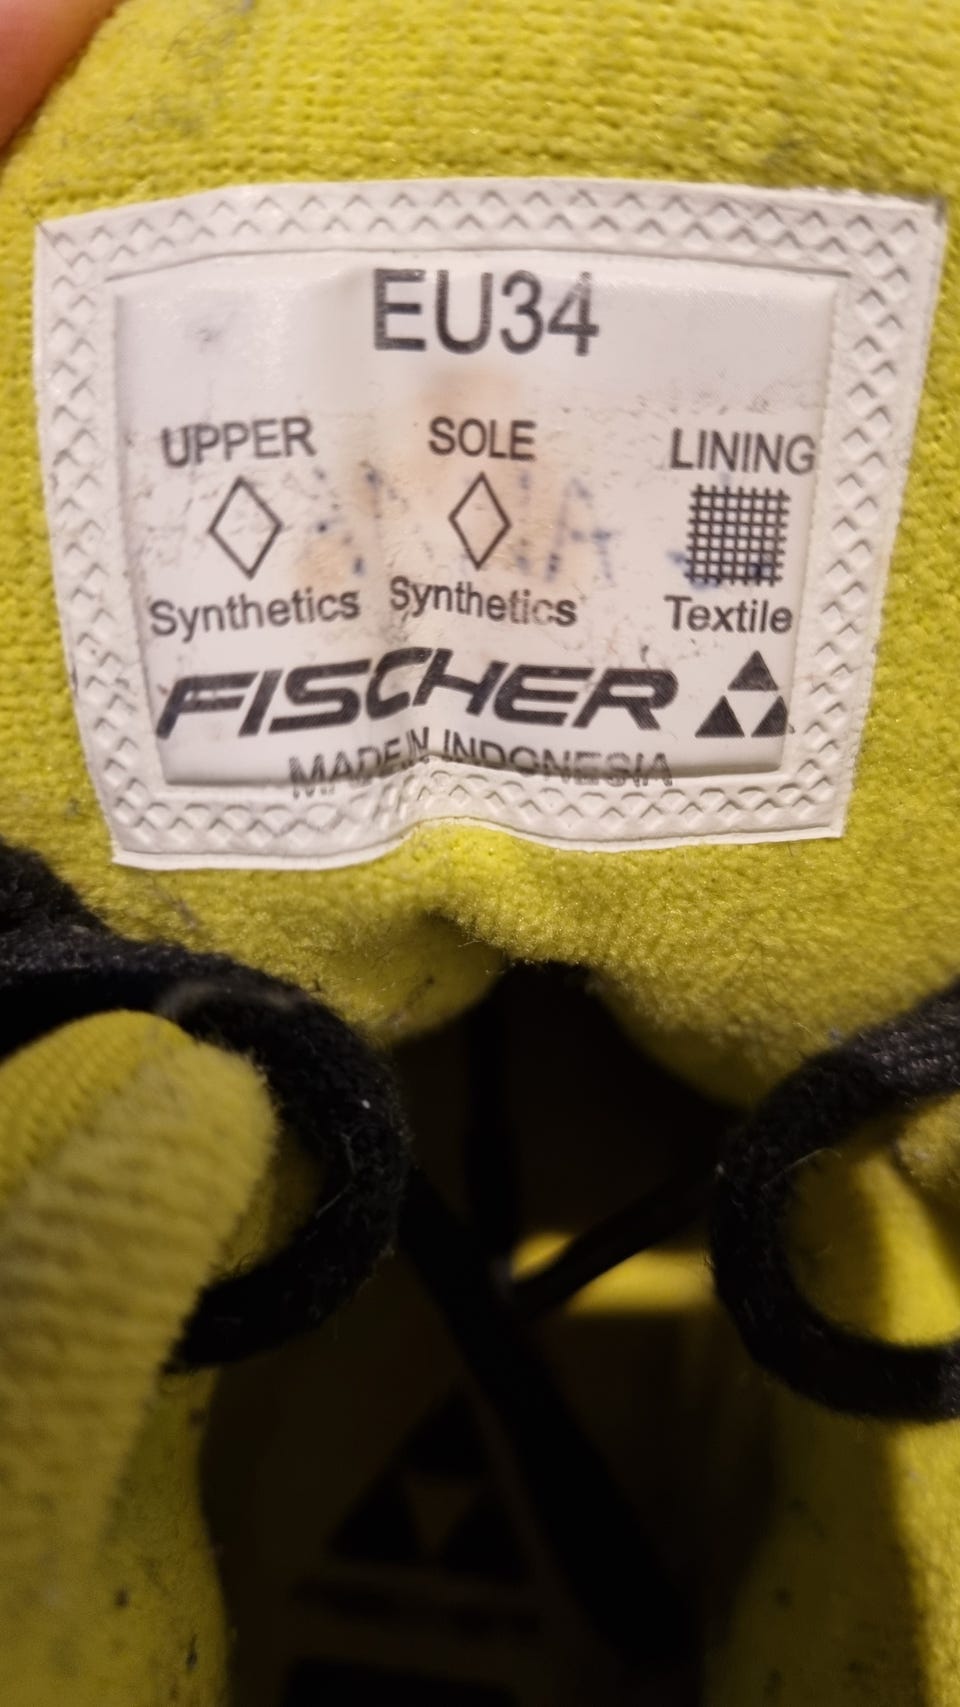 EU34
UPPER SOLE LINING
Synthetics Synthetics Textile
FISCHER
MADE IN INDONESIA